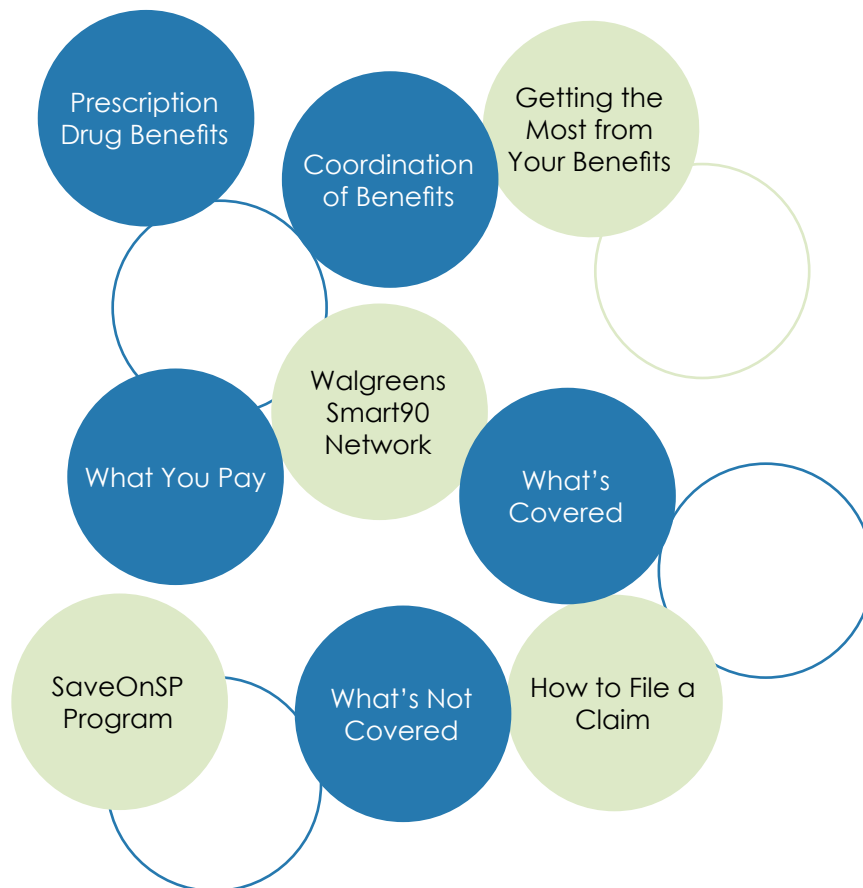 Prescription
Drug Benefits
Coordination
of Benefits
Getting the
Most from
Your Benefits
Walgreens
Smart90
Network
What You Pay
What's
Covered
SaveOnSP
Program
What's Not
Covered
How to File a
Claim